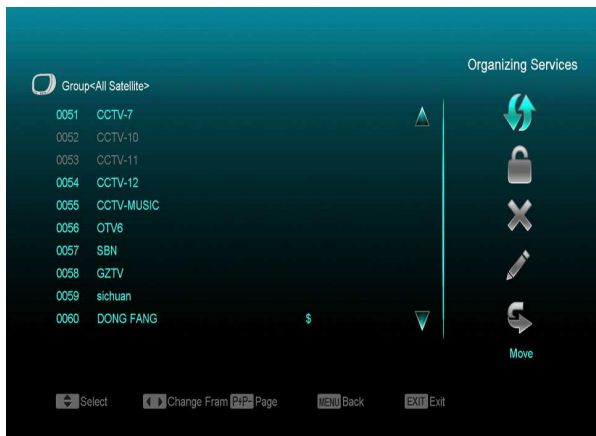 Organizing Services
Group<All Satellite>
0051 CCTV-7
0052 CCTV-10
0053 CCTV-11
0054 CCTV-12
0055 CCTV-MUSIC
0056 OTV6
0057 SBN
0058 GZTV
0059 sichuan
0060 DONG FANG $
Move
Select Change Fram P+P- Page MENU Back EXIT Exit